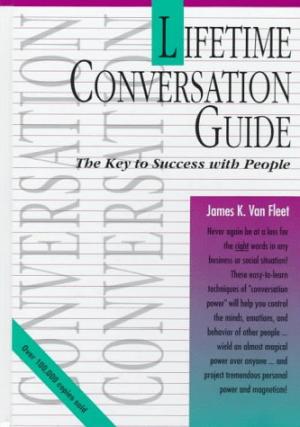 LIFETIME
CONVERSATION
GUIDE
The Key to Success with People
CONVERSATION
CONVERSATION
James K. Van Fleet
Never again be at a loss for
the right words in any
business or social situation!
These easy-to-learn
techniques of "conversation
power" will help you control
the minds, emotions, and
behavior of other people ...
wield an almost magical
power over anyone ... and
project tremendous personal
power and magnetism!
Over 100,000 copies sold